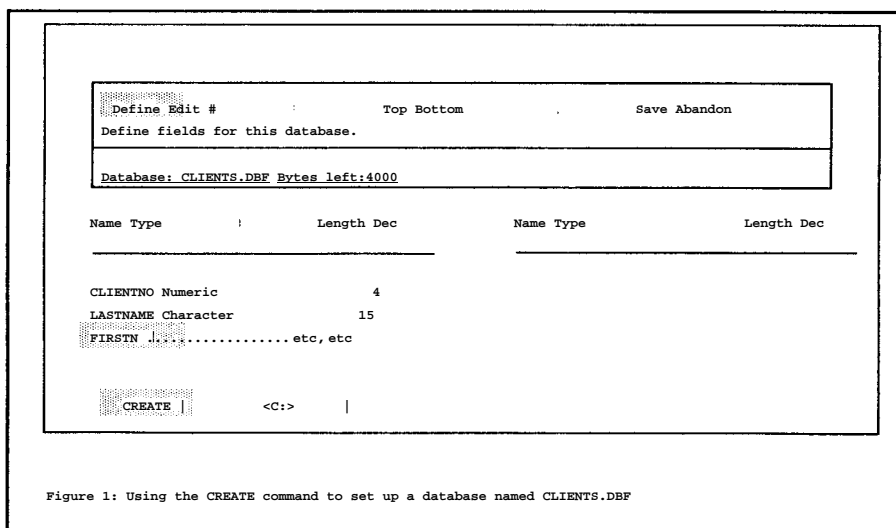 Define Edit # Top Bottom Save Abandon
Define fields for this database.
Database: CLIENTS.DBF Bytes left:4000
Name Type Length Dec Name Type Length Dec
CLIENTNO Numeric 4
LASTNAME Character 15
FIRSTN ..................etc,etc
CREATE | <C:> |
Figure 1: Using the CREATE command to set up a database named CLIENTS.DBF